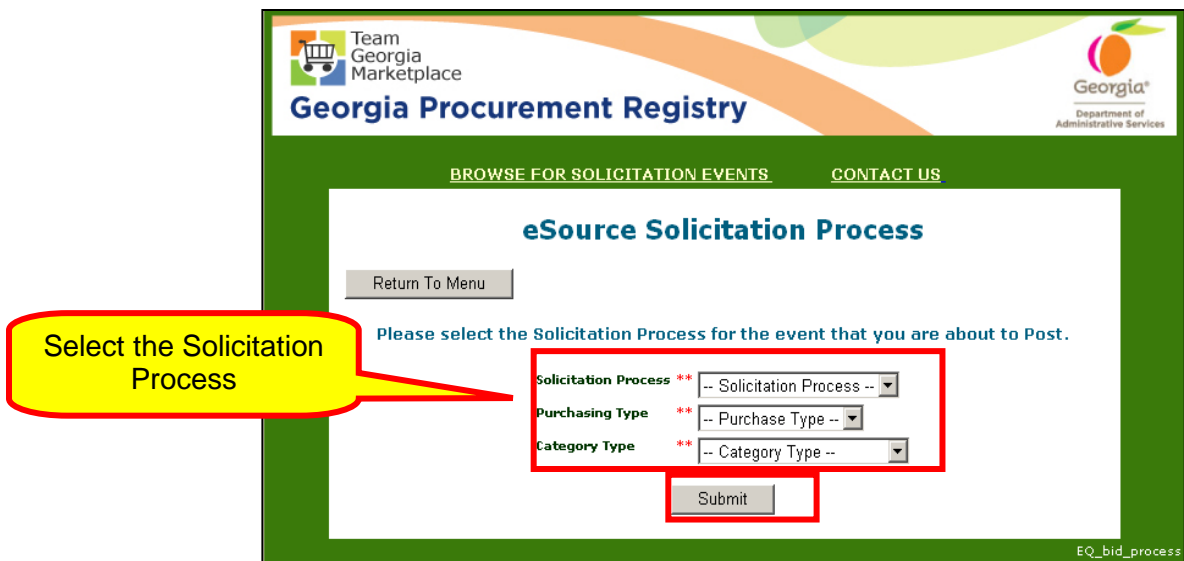 Team
Georgia
Marketplace
Georgia Procurement Registry
Georgia®
Department of
Administrative Services
BROWSE FOR SOLICITATION EVENTS CONTACT US
eSource Solicitation Process
Return To Menu
Please select the Solicitation Process for the event that you are about to Post.
Select the Solicitation
Process
Solicitation Process ** -- Solicitation Process --
Purchasing Type ** -- Purchase Type --
Category Type ** -- Category Type --
Submit
EQ_bid_process